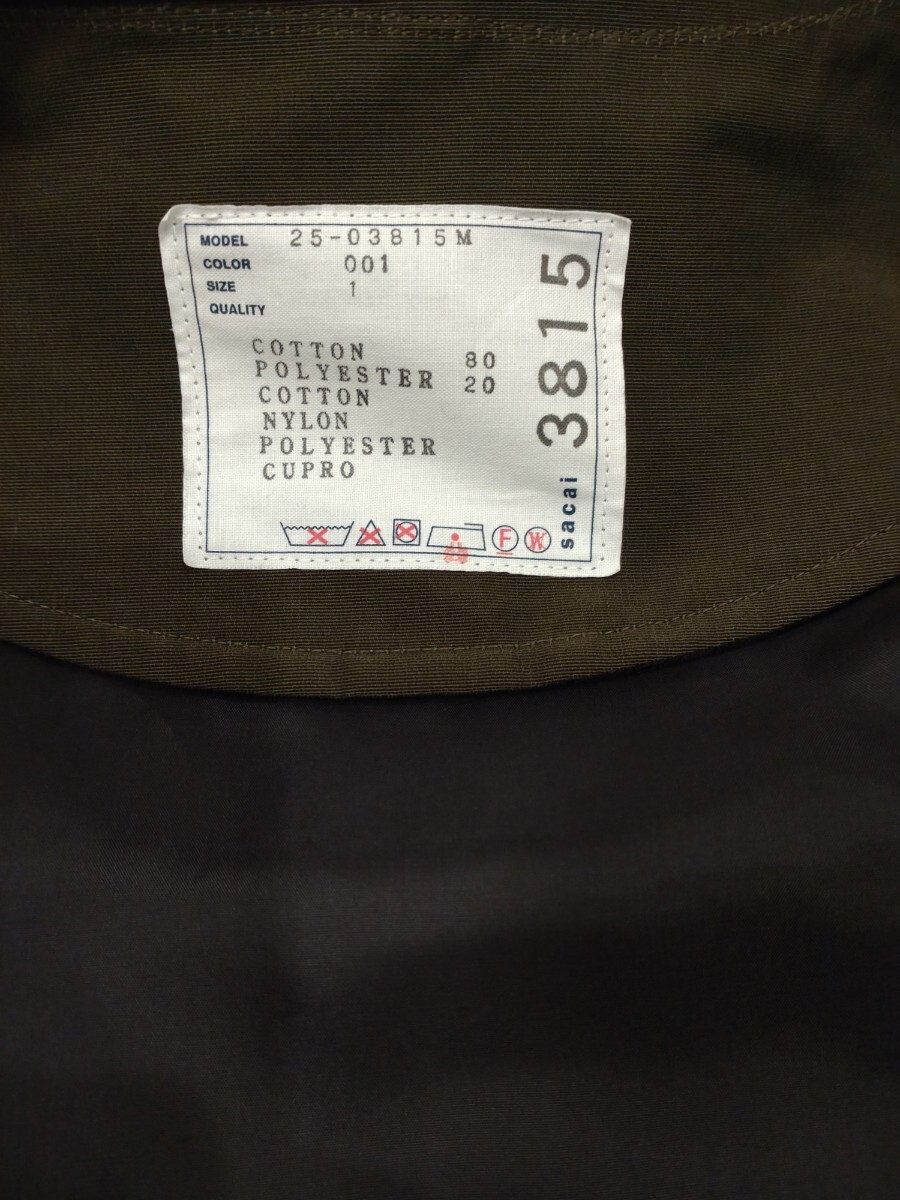 MODEL 25-03815M
COLOR 001
SIZE 1
QUALITY
COTTON 80
POLYESTER 20
COTTON
NYLON
POLYESTER
CUPRO
F W
sacai 3815